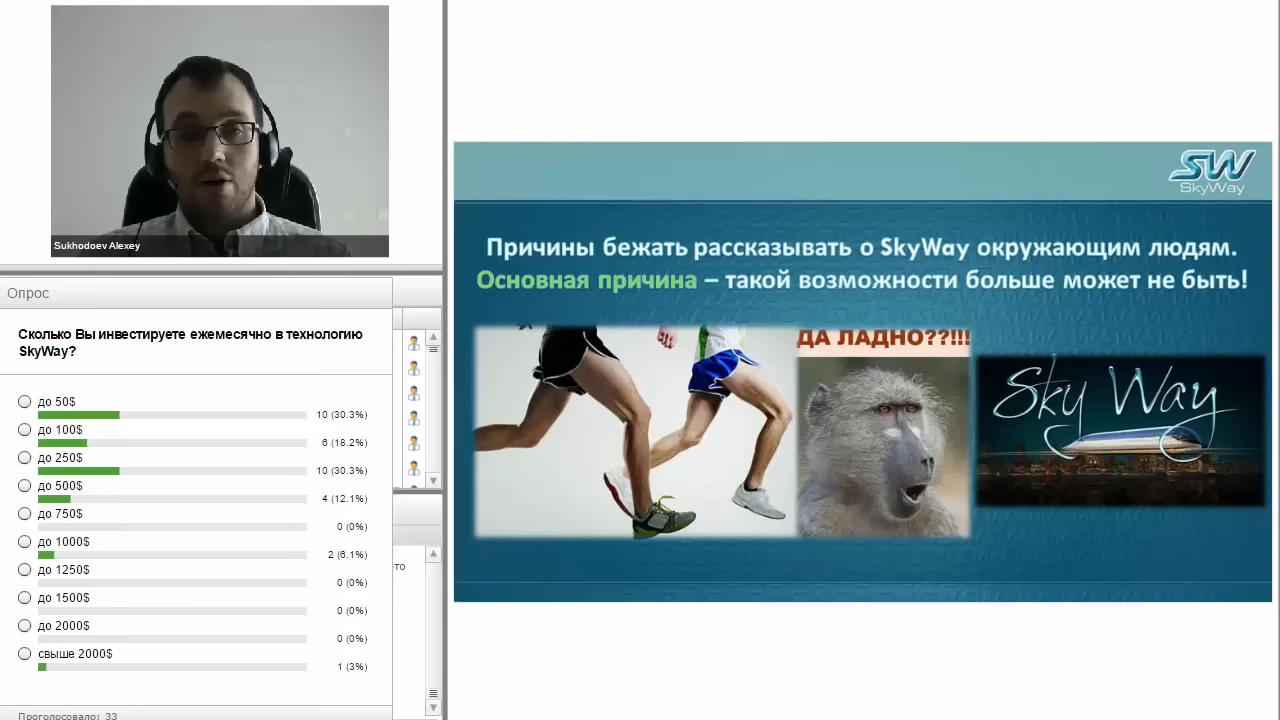 Sukhodoev Alexey
Опрос
Сколько Вы инвестируете ежемесячно в технологию
SkyWay?
до 50$
10 (30.3%)
до 100$
6 (18.2%)
до 250$
10 (30.3%)
до 500$
4 (12.1%)
до 750$
0 (0%)
до 1000$
2 (6.1%)
до 1250$
0 (0%)
до 1500$
0 (0%)
до 2000$
0 (0%)
свыше 2000$
1 (3%)
Проголосовало: 33
SW
SkyWay
Причины бежать рассказывать о SkyWay окружающим людям.
Основная причина – такой возможности больше может не быть!
ДА ЛАДНО??!!!
Sky Way